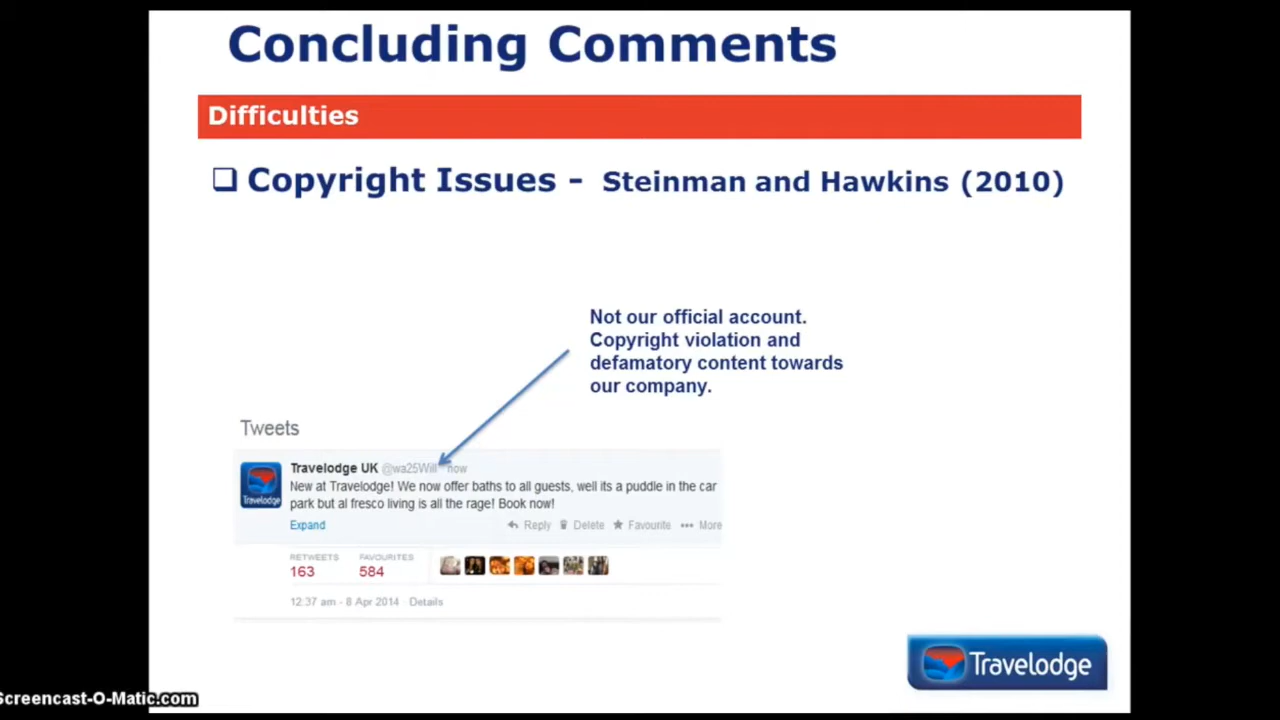 Concluding Comments
Difficulties
Copyright Issues - Steinman and Hawkins (2010)
Not our official account.
Copyright violation and
defamatory content towards
our company.
Tweets
Travelodge UK @wa25Will now
New at Travelodge! We now offer baths to all guests, well its a puddle in the car
park but al fresco living is all the rage! Book now!
Expand Reply Delete Favourite More
RETWEETS FAVOURITES
163 584
12:37 am - 8 Apr 2014 · Details
Travelodge
Travelodge
Screencast-O-Matic.com